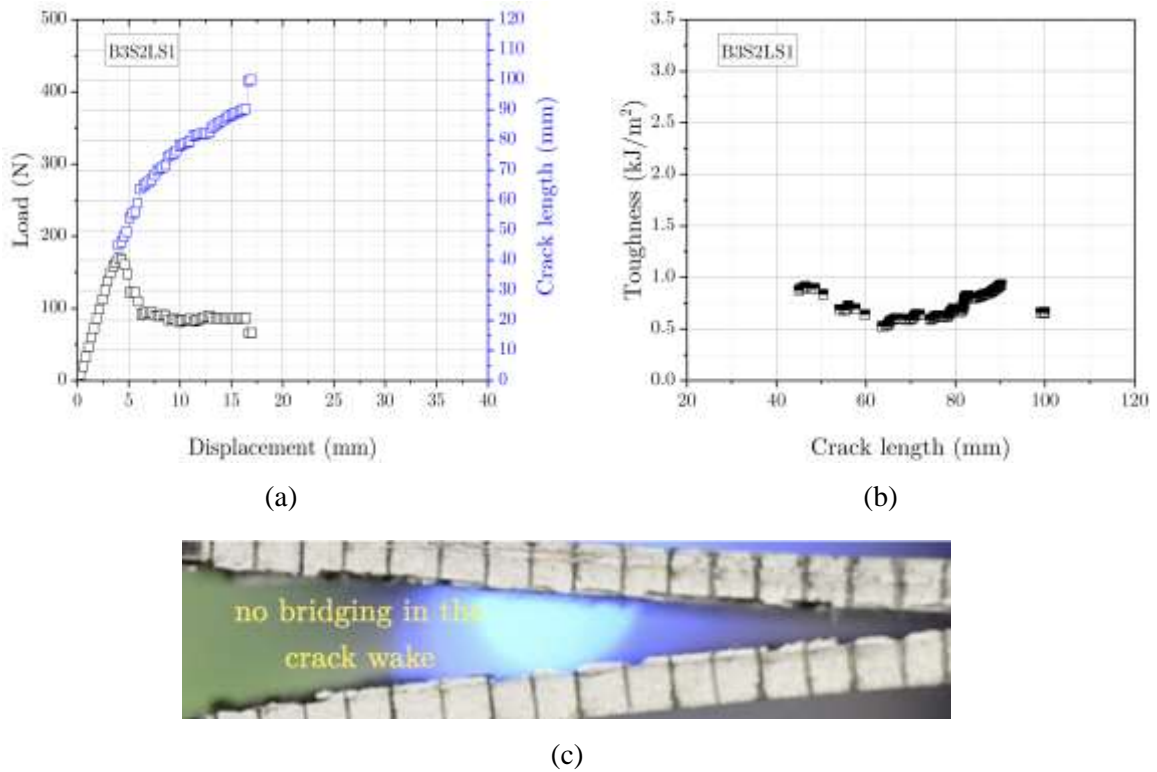 B3S2LS1
Load (N)
500
400
300
200
100
0
Crack length (mm)
120
110
100
90
80
70
60
50
40
30
20
10
0
0 5 10 15 20 25 30 35 40
Displacement (mm)
(a)
B3S2LS1
Toughness (kJ/m²)
3.5
3.0
2.5
2.0
1.5
1.0
0.5
0.0
20 40 60 80 100 120
Crack length (mm)
(b)
no bridging in the
crack wake
(c)